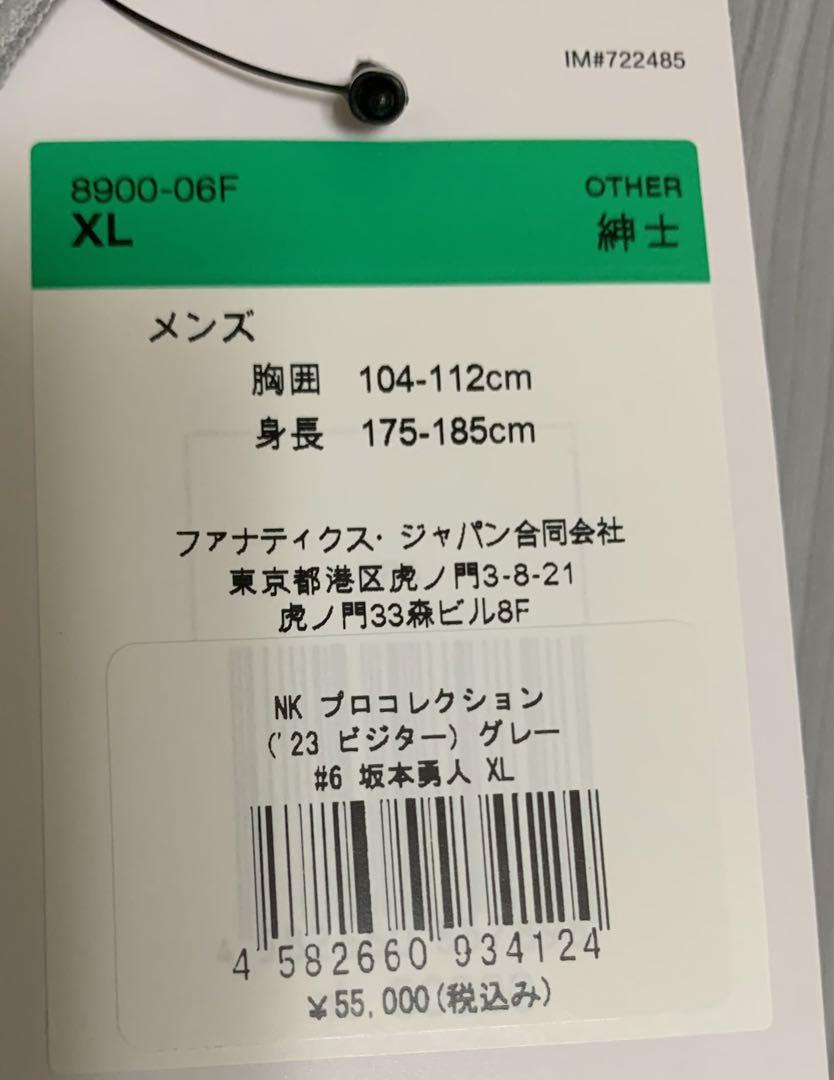 IM#722485
8900-06F
OTHER
XL
紳士
メンズ
胸囲 104-112cm
身長 175-185cm
ファナティクス・ジャパン合同会社
東京都港区虎ノ門3-8-21
虎ノ門33森ビル8F
NK プロコレクション
('23 ビジター) グレー
#6 坂本勇人 XL
4 582660 934124
¥55,000(税込み)